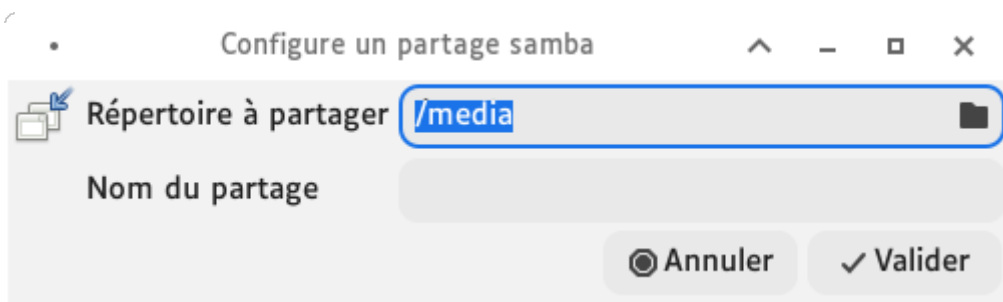 Configure un partage samba
Répertoire à partager /media
Nom du partage
Annuler Valider